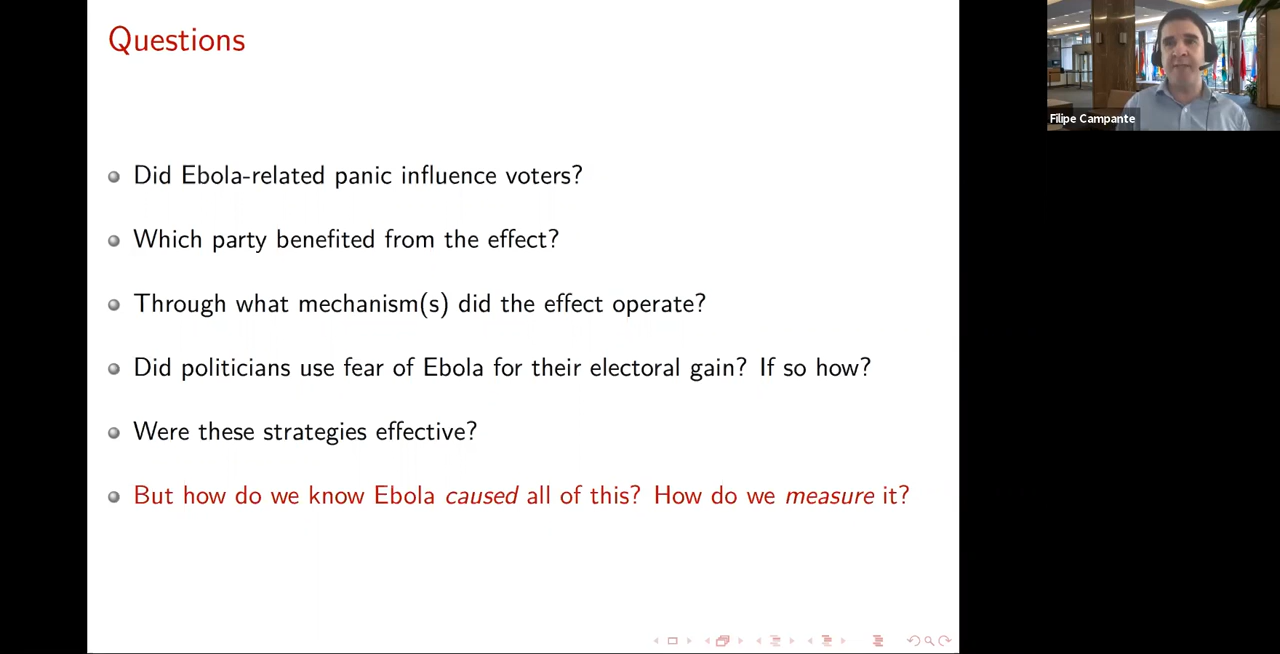 Questions
Did Ebola-related panic influence voters?
Which party benefited from the effect?
Through what mechanism(s) did the effect operate?
Did politicians use fear of Ebola for their electoral gain? If so how?
Were these strategies effective?
But how do we know Ebola caused all of this? How do we measure it?
Filipe Campante